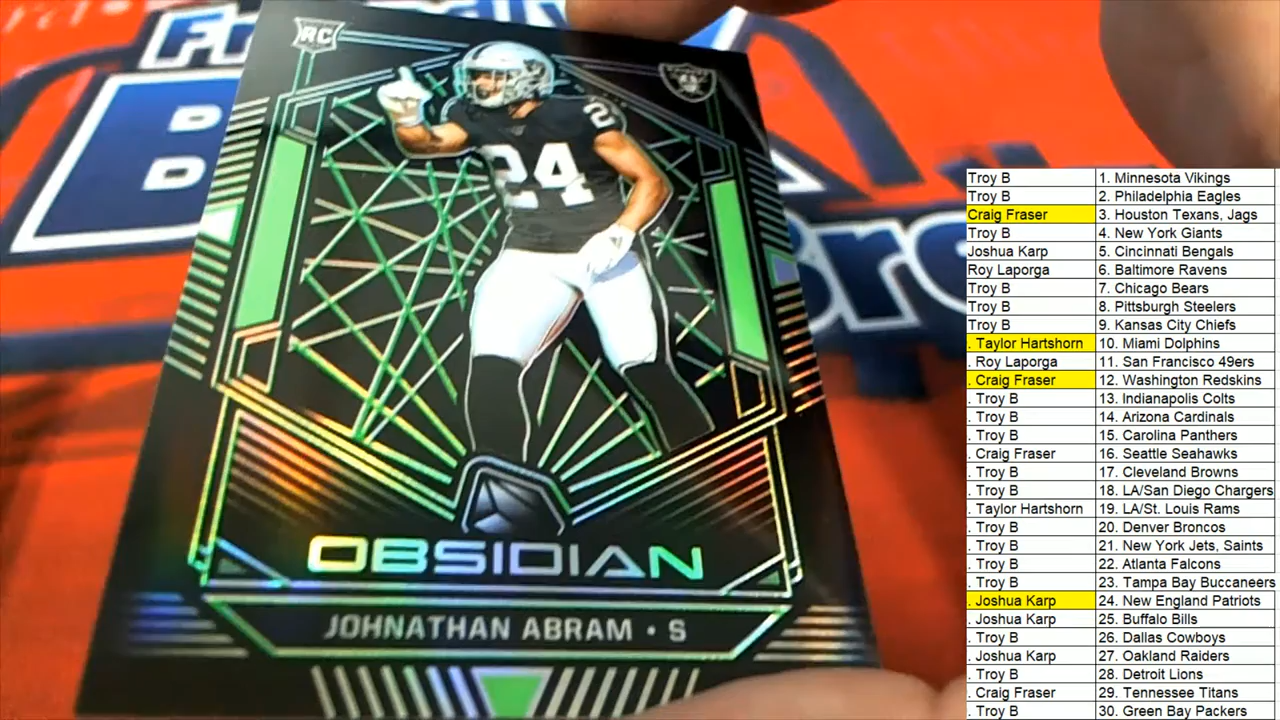 RC
24
24
OBSIDIAN
JOHNATHAN ABRAM • S
Troy B 1. Minnesota Vikings
Troy B 2. Philadelphia Eagles
Craig Fraser 3. Houston Texans, Jags
Troy B 4. New York Giants
Joshua Karp 5. Cincinnati Bengals
Roy Laporga 6. Baltimore Ravens
Troy B 7. Chicago Bears
Troy B 8. Pittsburgh Steelers
Troy B 9. Kansas City Chiefs
. Taylor Hartshorn 10. Miami Dolphins
. Roy Laporga 11. San Francisco 49ers
. Craig Fraser 12. Washington Redskins
. Troy B 13. Indianapolis Colts
. Troy B 14. Arizona Cardinals
. Troy B 15. Carolina Panthers
. Craig Fraser 16. Seattle Seahawks
. Troy B 17. Cleveland Browns
. Troy B 18. LA/San Diego Chargers
. Taylor Hartshorn 19. LA/St. Louis Rams
. Troy B 20. Denver Broncos
. Troy B 21. New York Jets, Saints
. Troy B 22. Atlanta Falcons
. Troy B 23. Tampa Bay Buccaneers
. Joshua Karp 24. New England Patriots
. Joshua Karp 25. Buffalo Bills
. Troy B 26. Dallas Cowboys
. Joshua Karp 27. Oakland Raiders
. Troy B 28. Detroit Lions
. Craig Fraser 29. Tennessee Titans
. Troy B 30. Green Bay Packers